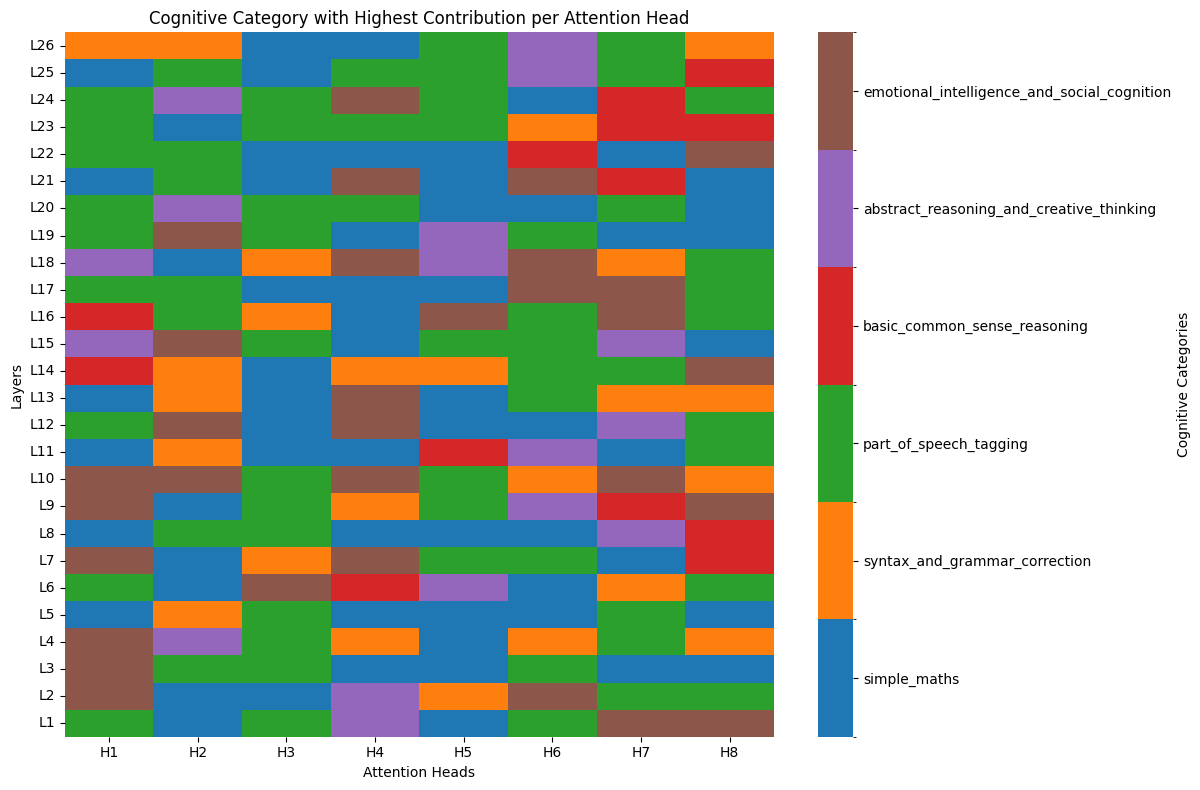 Cognitive Category with Highest Contribution per Attention Head
L26
L25
L24
L23
L22
L21
L20
L19
L18
L17
L16
L15
L14
L13
L12
L11
L10
L9
L8
L7
L6
L5
L4
L3
L2
L1
Layers
H1 H2 H3 H4 H5 H6 H7 H8
Attention Heads
emotional_intelligence_and_social_cognition
abstract_reasoning_and_creative_thinking
basic_common_sense_reasoning
part_of_speech_tagging
syntax_and_grammar_correction
simple_maths
Cognitive Categories